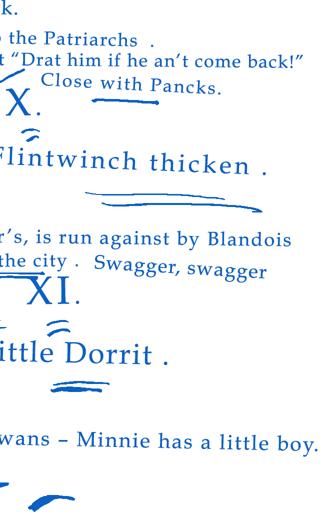 k.
the Patriarchs .
“Drat him if he an’t come back!”
Close with Pancks.
X.
Flintwinch thicken .
r’s, is run against by Blandois
the city . Swagger, swagger
XI.
ittle Dorrit .
wans – Minnie has a little boy.